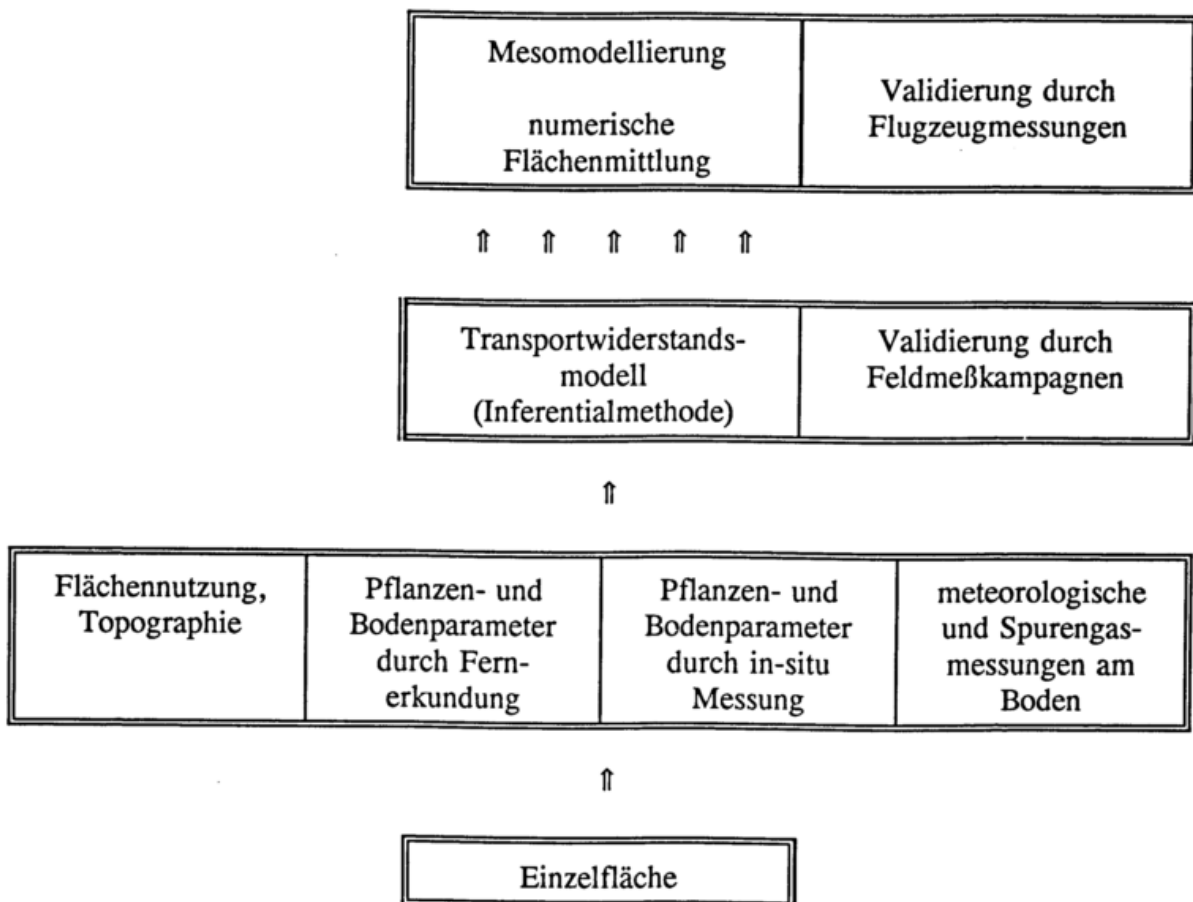 Mesomodellierung
numerische
Flächenmittlung
Validierung durch
Flugzeugmessungen
⇑ ⇑ ⇑ ⇑ ⇑
Transportwiderstands-
modell
(Inferentialmethode)
Validierung durch
Feldmeßkampagnen
⇑
Flächennutzung,
Topographie
Pflanzen- und
Bodenparameter
durch Fern-
erkundung
Pflanzen- und
Bodenparameter
durch in-situ
Messung
meteorologische
und Spurengas-
messungen am
Boden
⇑
Einzelfläche